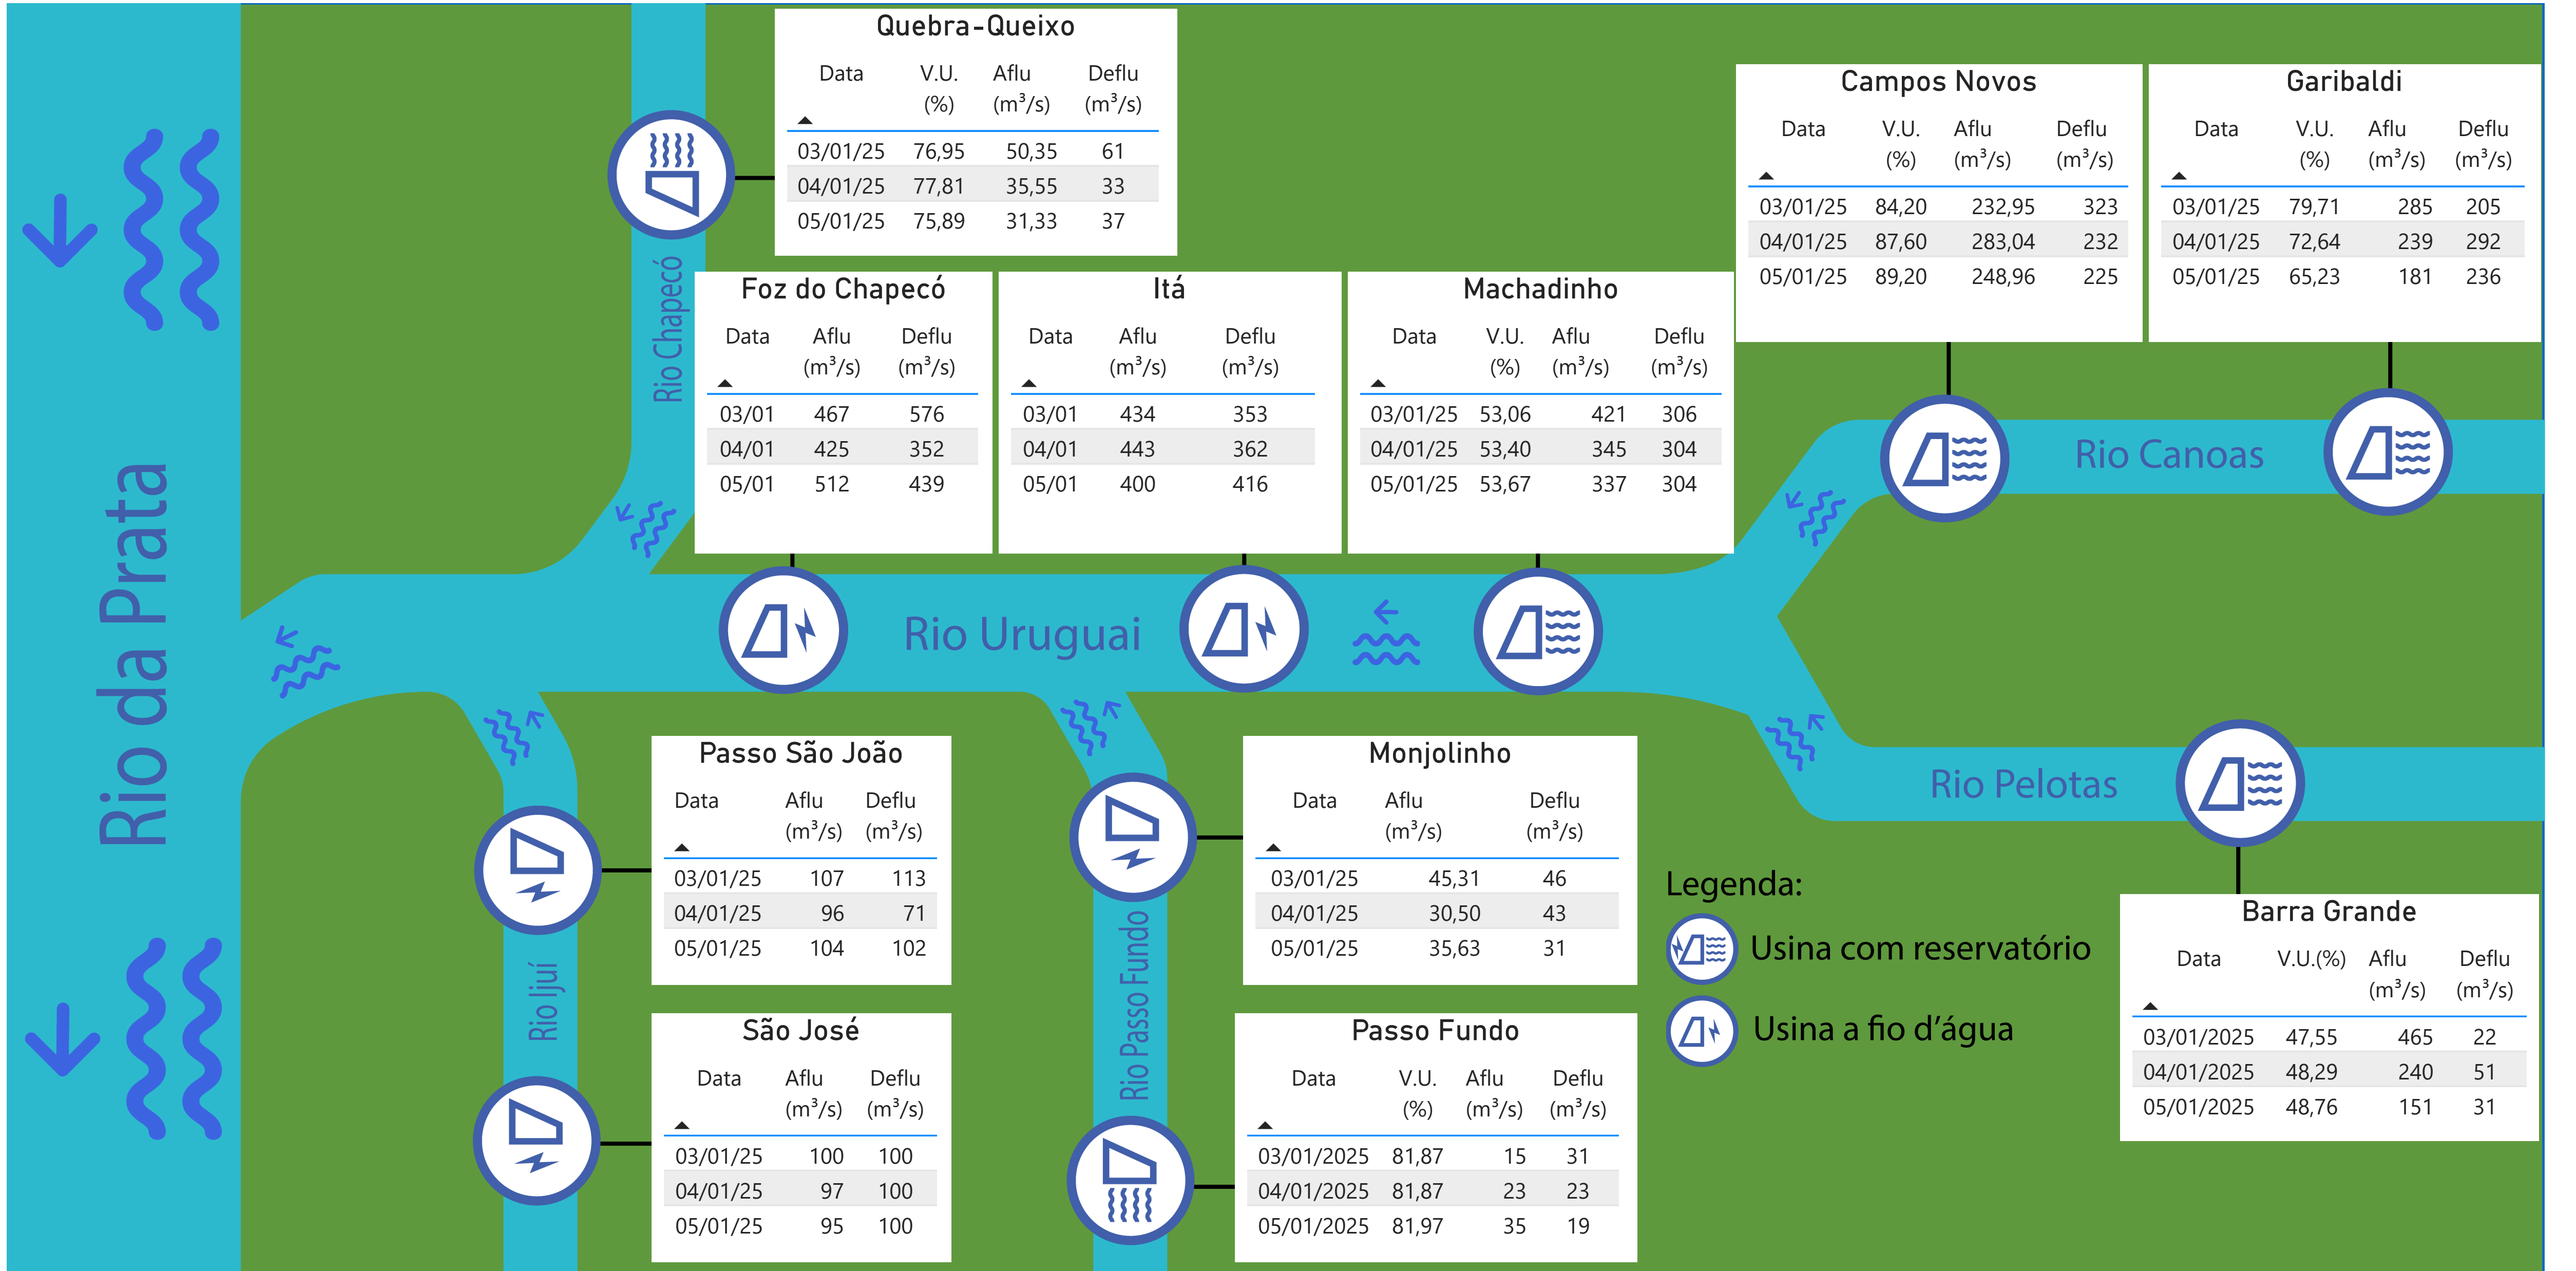 Quebra-Queixo
Data V.U. (%) Aflu (m³/s) Deflu (m³/s)
03/01/25 76,95 50,35 61
04/01/25 77,81 35,55 33
05/01/25 75,89 31,33 37
Campos Novos
Data V.U. (%) Aflu (m³/s) Deflu (m³/s)
03/01/25 84,20 232,95 323
04/01/25 87,60 283,04 232
05/01/25 89,20 248,96 225
Garibaldi
Data V.U. (%) Aflu (m³/s) Deflu (m³/s)
03/01/25 79,71 285 205
04/01/25 72,64 239 292
05/01/25 65,23 181 236
Foz do Chapecó
Data Aflu (m³/s) Deflu (m³/s)
03/01 467 576
04/01 425 352
05/01 512 439
Itá
Data Aflu (m³/s) Deflu (m³/s)
03/01 434 353
04/01 443 362
05/01 400 416
Machadinho
Data V.U. (%) Aflu (m³/s) Deflu (m³/s)
03/01/25 53,06 421 306
04/01/25 53,40 345 304
05/01/25 53,67 337 304
Rio Chapecó
Rio Canoas
Rio da Prata
Rio Uruguai
Rio Pelotas
Passo São João
Data Aflu (m³/s) Deflu (m³/s)
03/01/25 107 113
04/01/25 96 71
05/01/25 104 102
Monjolinho
Data Aflu (m³/s) Deflu (m³/s)
03/01/25 45,31 46
04/01/25 30,50 43
05/01/25 35,63 31
Rio Ijuí
Rio Passo Fundo
Legenda:
Usina com reservatório
Usina a fio d’água
Barra Grande
Data V.U.(%) Aflu (m³/s) Deflu (m³/s)
03/01/2025 47,55 465 22
04/01/2025 48,29 240 51
05/01/2025 48,76 151 31
São José
Data Aflu (m³/s) Deflu (m³/s)
03/01/25 100 100
04/01/25 97 100
05/01/25 95 100
Passo Fundo
Data V.U. (%) Aflu (m³/s) Deflu (m³/s)
03/01/2025 81,87 15 31
04/01/2025 81,87 23 23
05/01/2025 81,97 35 19